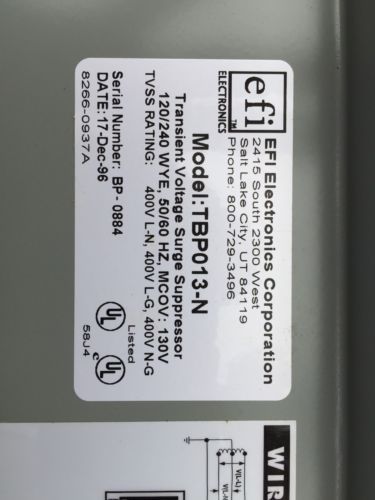 efi
ELECTRONICS
TM
EFI Electronics Corporation
2415 South 2300 West
Salt Lake City, UT 84119
Phone: 800-729-3496
Model:TBP013-N
Transient Voltage Surge Suppressor
120/240 WYE, 50/60 HZ, MCOV: 130V
TVSS RATING: 400V L-N, 400V L-G, 400V N-G
Serial Number: BP - 0884
DATE: 17-Dec-96
8266-0937A
UL
UL
Listed
58J4
WIR
V(L-L)